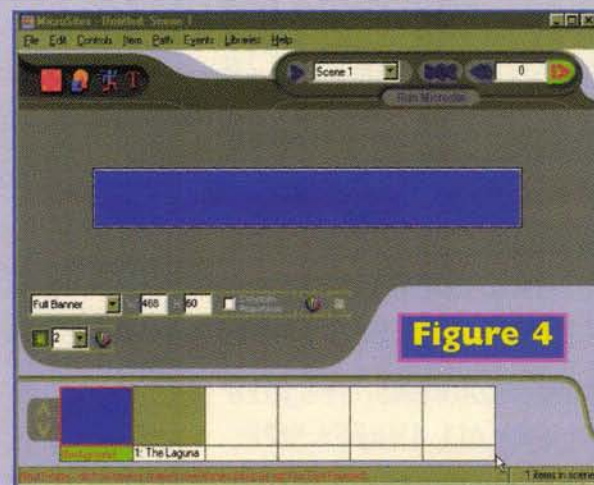 MicroSites - Untitled: Scene 1
File Edit Controls Item Path Events Libraries Help
T
Scene 1
0
Run Microsite
Full Banner
468
60
2
Figure 4
Background
1: The Laguna
1 items in scene